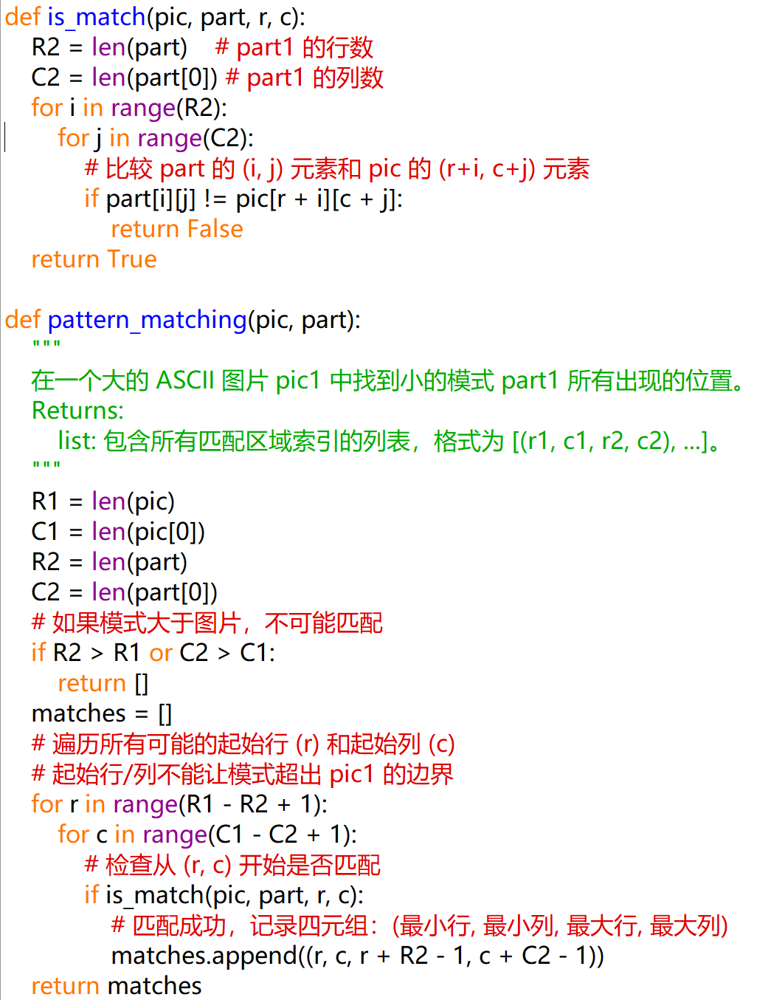 def is_match(pic, part, r, c):
    R2 = len(part)    # part1 的行数
    C2 = len(part[0]) # part1 的列数
    for i in range(R2):
        for j in range(C2):
            # 比较 part 的 (i, j) 元素和 pic 的 (r+i, c+j) 元素
            if part[i][j] != pic[r + i][c + j]:
                return False
    return True

def pattern_matching(pic, part):
    """
    在一个大的 ASCII 图片 pic1 中找到小的模式 part1 所有出现的位置。
    Returns:
        list: 包含所有匹配区域索引的列表，格式为 [(r1, c1, r2, c2), ...]。
    """
    R1 = len(pic)
    C1 = len(pic[0])
    R2 = len(part)
    C2 = len(part[0])
    # 如果模式大于图片，不可能匹配
    if R2 > R1 or C2 > C1:
        return []
    matches = []
    # 遍历所有可能的起始行 (r) 和起始列 (c)
    # 起始行/列不能让模式超出 pic1 的边界
    for r in range(R1 - R2 + 1):
        for c in range(C1 - C2 + 1):
            # 检查从 (r, c) 开始是否匹配
            if is_match(pic, part, r, c):
                # 匹配成功，记录四元组：(最小行, 最小列, 最大行, 最大列)
                matches.append((r, c, r + R2 - 1, c + C2 - 1))
    return matches